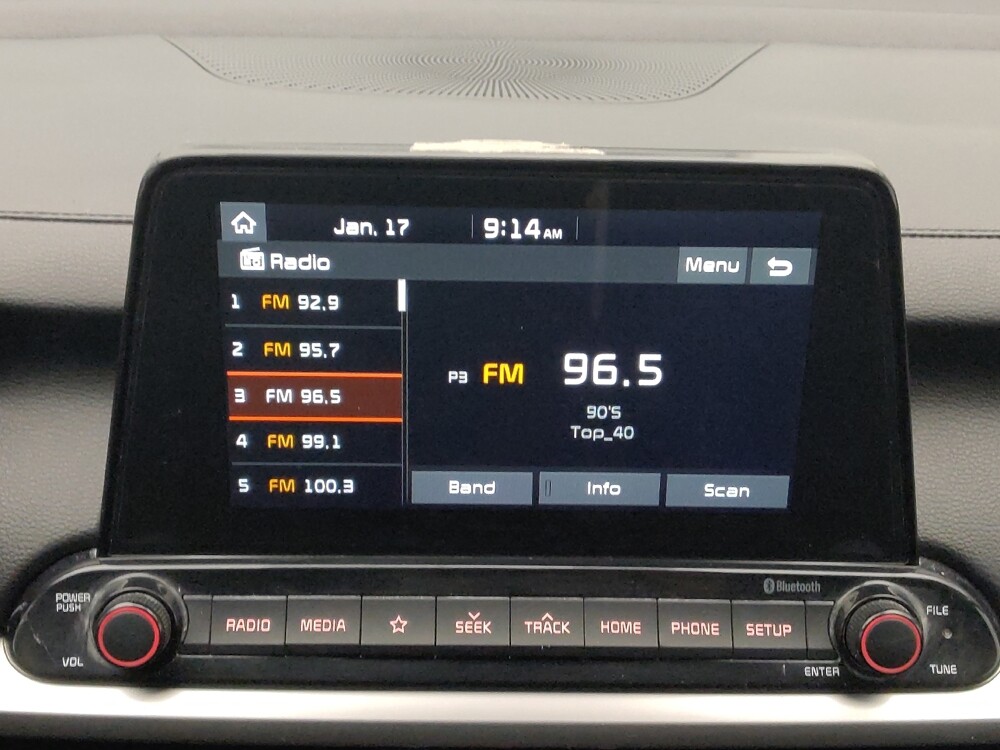 Jan. 17 9:14 AM
Radio Menu
1 FM 92.9
2 FM 95.7
3 FM 96.5
4 FM 99.1
5 FM 100.3
P3 FM 96.5
90'S
Top_40
Band Info Scan
Bluetooth
POWER
PUSH
VOL
RADIO MEDIA SEEK TRACK HOME PHONE SETUP
FILE
ENTER
TUNE